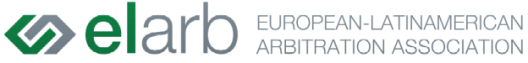 elarb
EUROPEAN-LATINAMERICAN
ARBITRATION ASSOCIATION